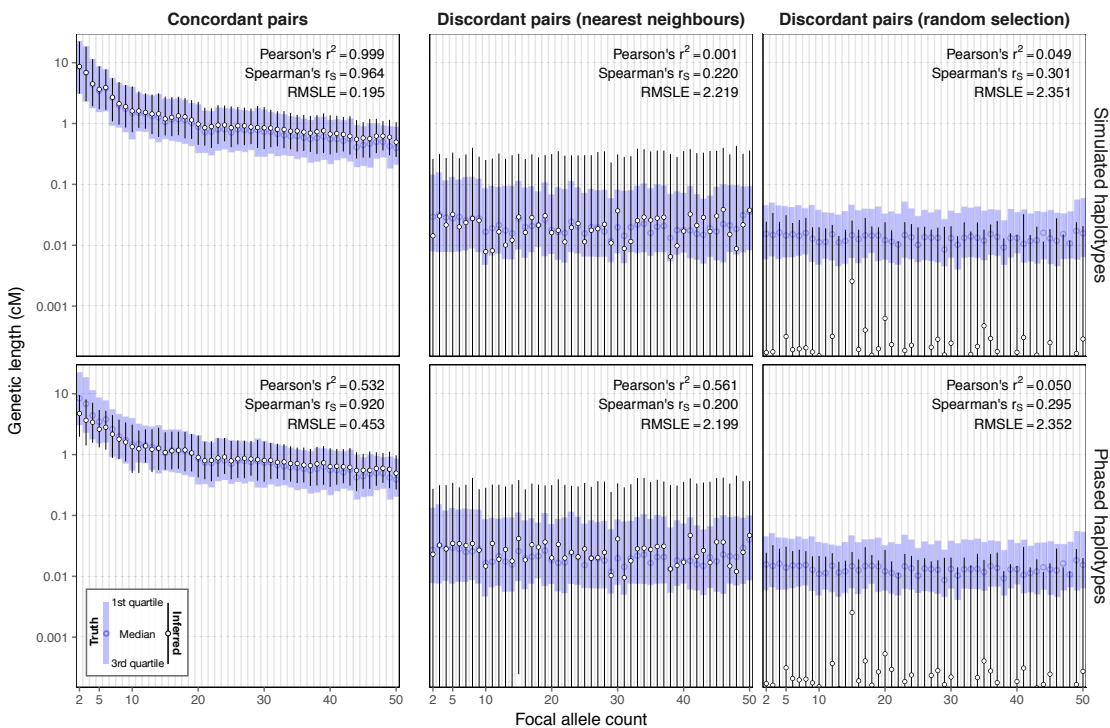 Concordant pairs
Discordant pairs (nearest neighbours)
Discordant pairs (random selection)
Pearson's r² = 0.999
Spearman's rS = 0.964
RMSLE = 0.195
Pearson's r² = 0.001
Spearman's rS = 0.220
RMSLE = 2.219
Pearson's r² = 0.049
Spearman's rS = 0.301
RMSLE = 2.351
Simulated haplotypes
10
1
0.1
0.01
0.001
Genetic length (cM)
Pearson's r² = 0.532
Spearman's rS = 0.920
RMSLE = 0.453
Pearson's r² = 0.561
Spearman's rS = 0.200
RMSLE = 2.199
Pearson's r² = 0.050
Spearman's rS = 0.295
RMSLE = 2.352
Phased haplotypes
10
1
0.1
0.01
0.001
Truth
1st quartile
Median
3rd quartile
Inferred
2 5 10 20 30 40 50
2 5 10 20 30 40 50
2 5 10 20 30 40 50
Focal allele count